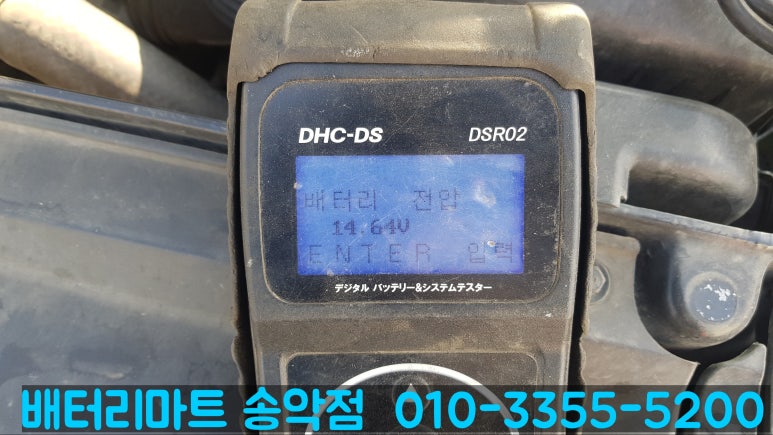 DHC-DS DSR02
배터리 전압
14.64V
ENTER 입력
デジタル バッテリー&システムテスター
배터리마트 송악점 010-3355-5200